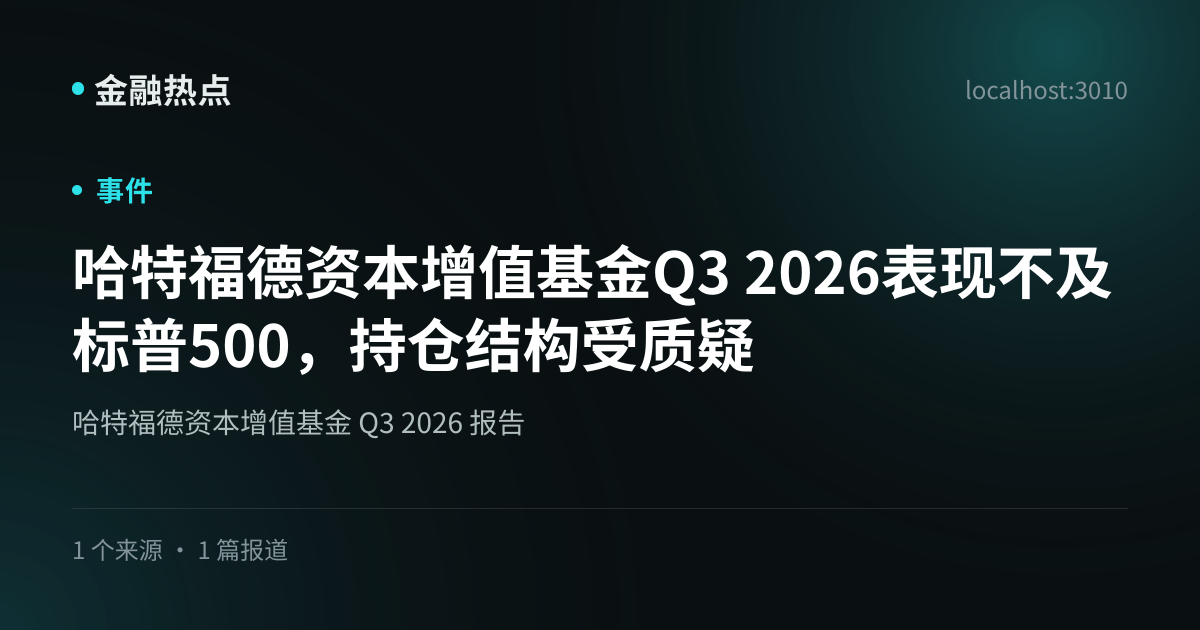 金融热点
localhost:3010
事件
哈特福德资本增值基金Q3 2026表现不及
标普500，持仓结构受质疑
哈特福德资本增值基金 Q3 2026 报告
1 个来源 · 1 篇报道